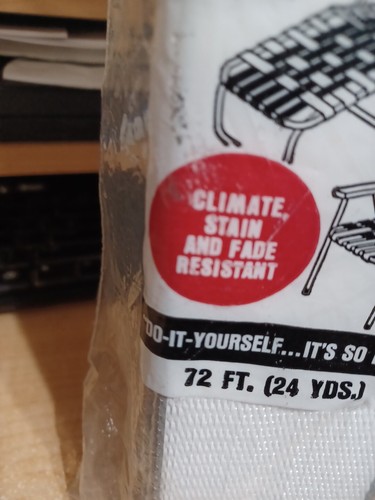 CLIMATE,
STAIN
AND FADE
RESISTANT
DO-IT-YOURSELF...IT'S SO
72 FT. (24 YDS.)